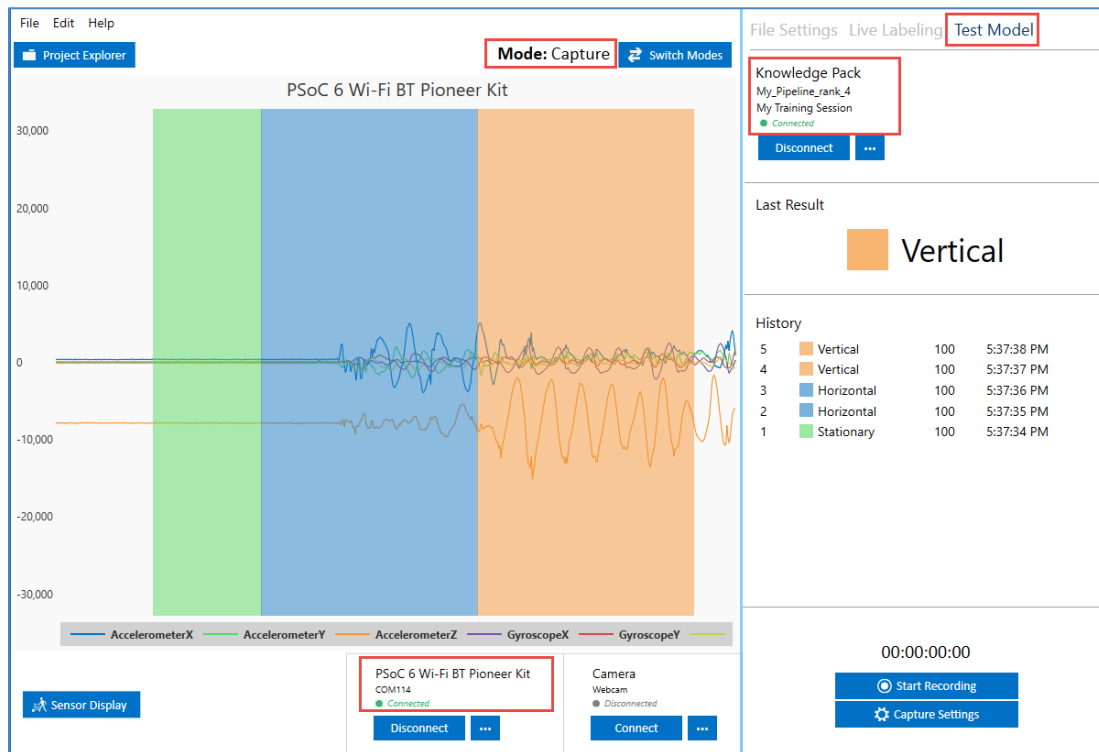 File Edit Help
Project Explorer
Mode: Capture
Switch Modes
PSoC 6 Wi-Fi BT Pioneer Kit
30,000
20,000
10,000
0
-10,000
-20,000
-30,000
AccelerometerX AccelerometerY AccelerometerZ GyroscopeX GyroscopeY
Sensor Display
PSoC 6 Wi-Fi BT Pioneer Kit
COM114
Connected
Disconnect ...
Camera
Webcam
Disconnected
Connect ...
File Settings Live Labeling Test Model
Knowledge Pack
My_Pipeline_rank_4
My Training Session
Connected
Disconnect ...
Last Result
Vertical
History
5 Vertical 100 5:37:38 PM
4 Vertical 100 5:37:37 PM
3 Horizontal 100 5:37:36 PM
2 Horizontal 100 5:37:35 PM
1 Stationary 100 5:37:34 PM
00:00:00:00
Start Recording
Capture Settings